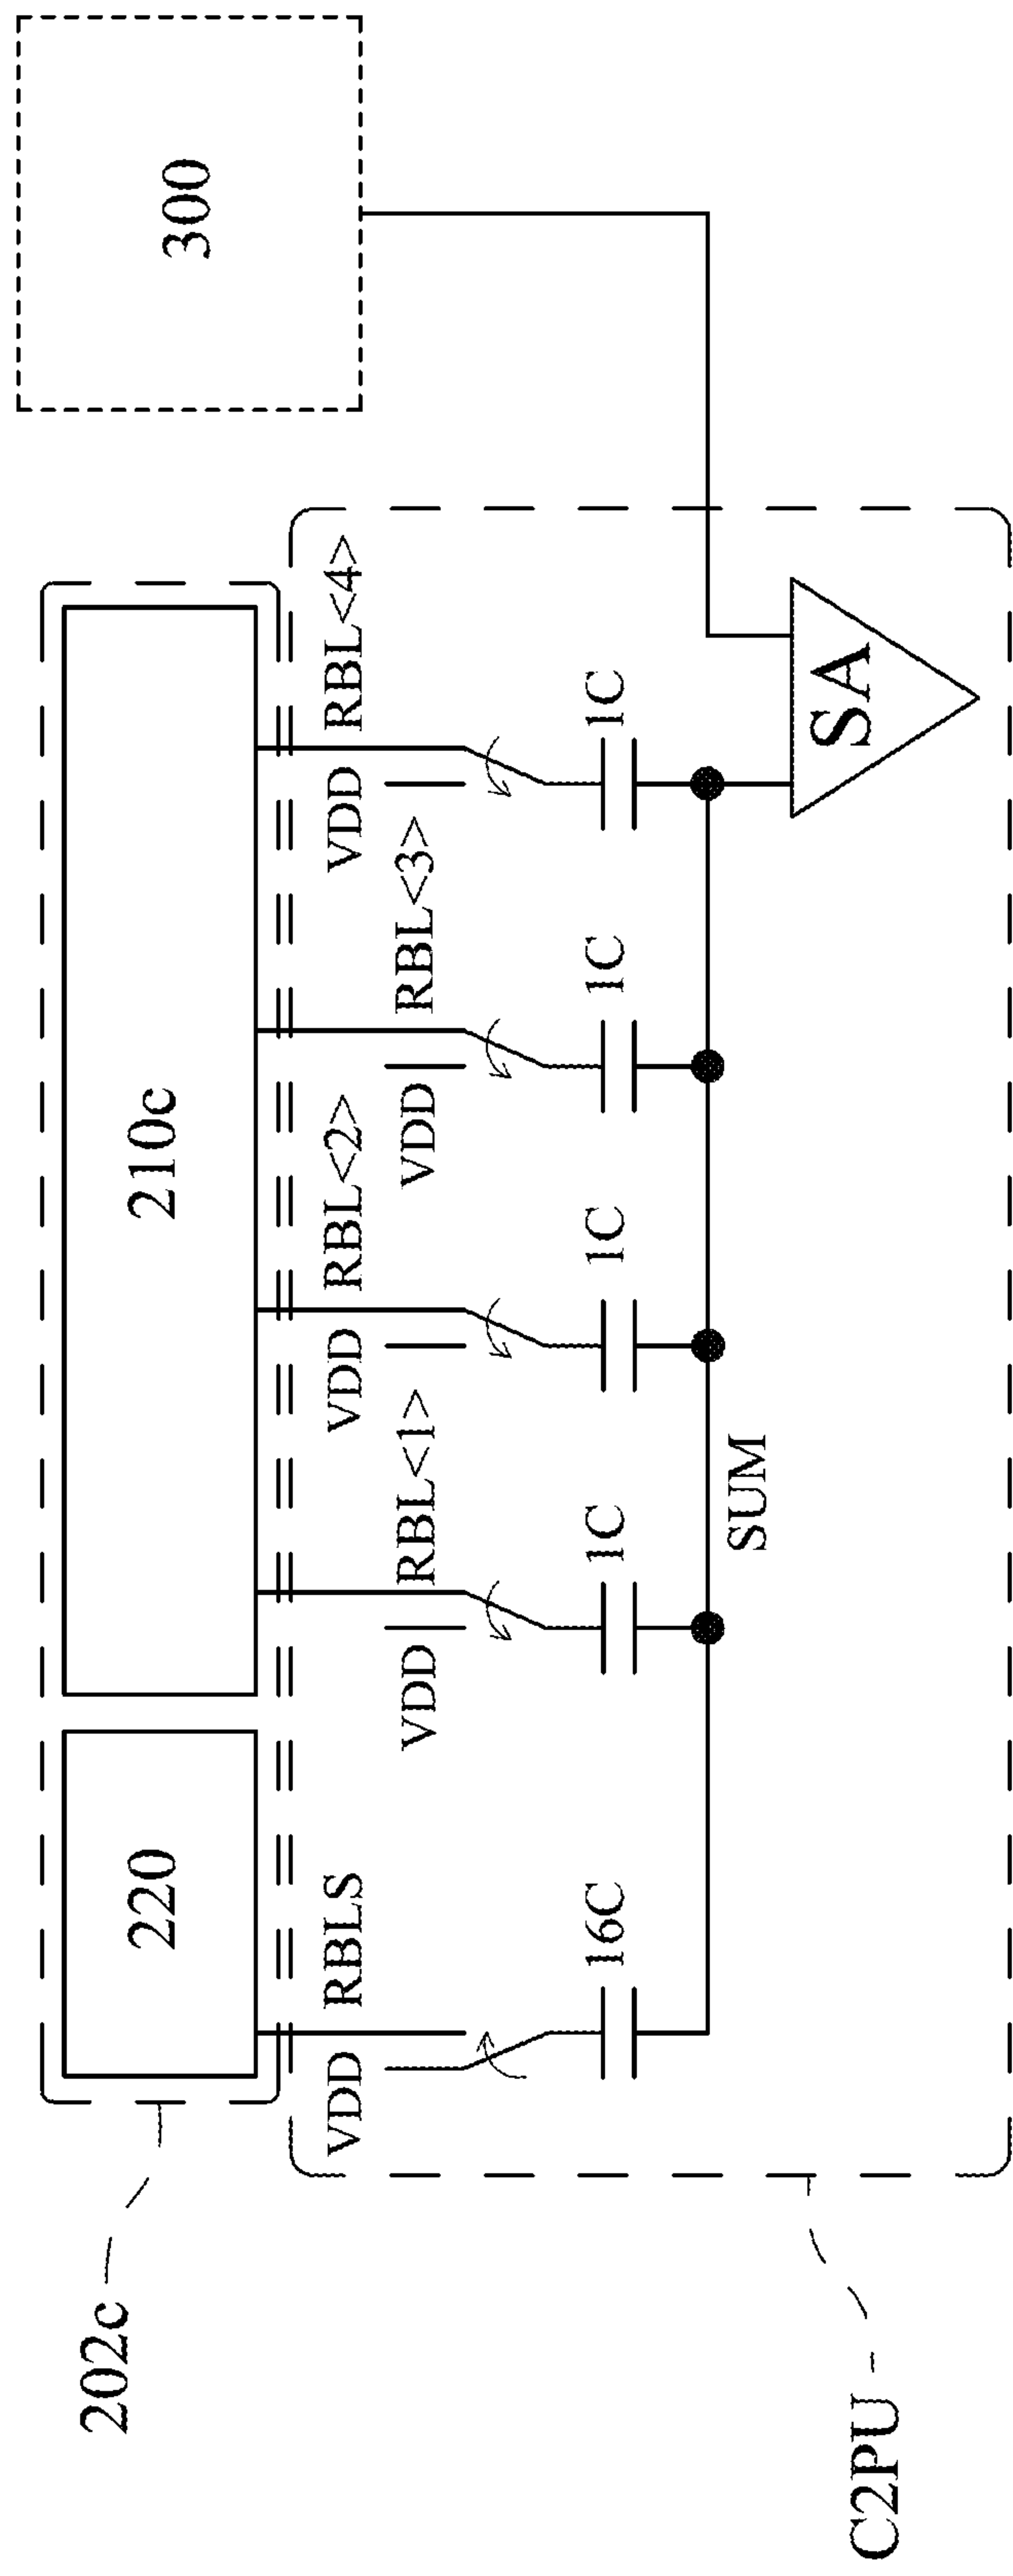 202c
220
210c
300
VDD
RBLS
VDD
RBL<1>
VDD
RBL<2>
VDD
RBL<3>
VDD
RBL<4>
16C
1C
1C
1C
1C
SUM
SA
C2PU